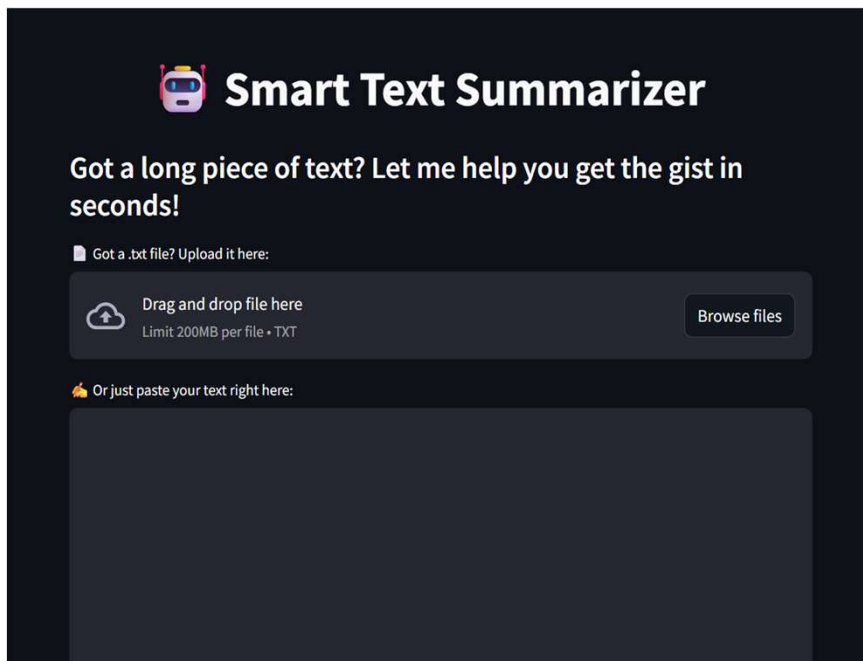 🤖 Smart Text Summarizer
Got a long piece of text? Let me help you get the gist in
seconds!
📄 Got a .txt file? Upload it here:
Drag and drop file here
Limit 200MB per file • TXT
Browse files
✍️ Or just paste your text right here: